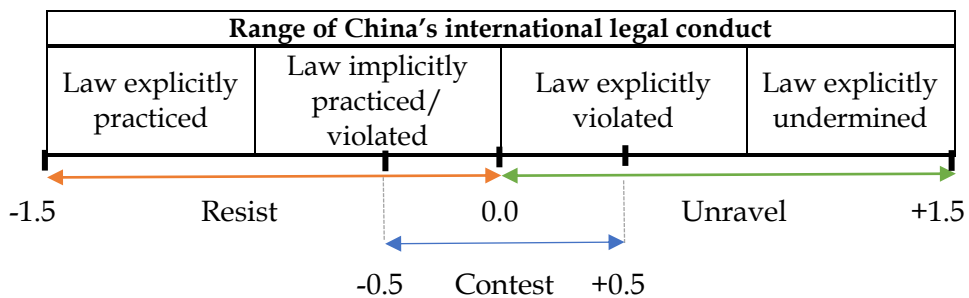 Range of China's international legal conduct
Law explicitly
practiced
Law implicitly
practiced/
violated
Law explicitly
violated
Law explicitly
undermined
-1.5 Resist 0.0 Unravel +1.5
-0.5 Contest +0.5